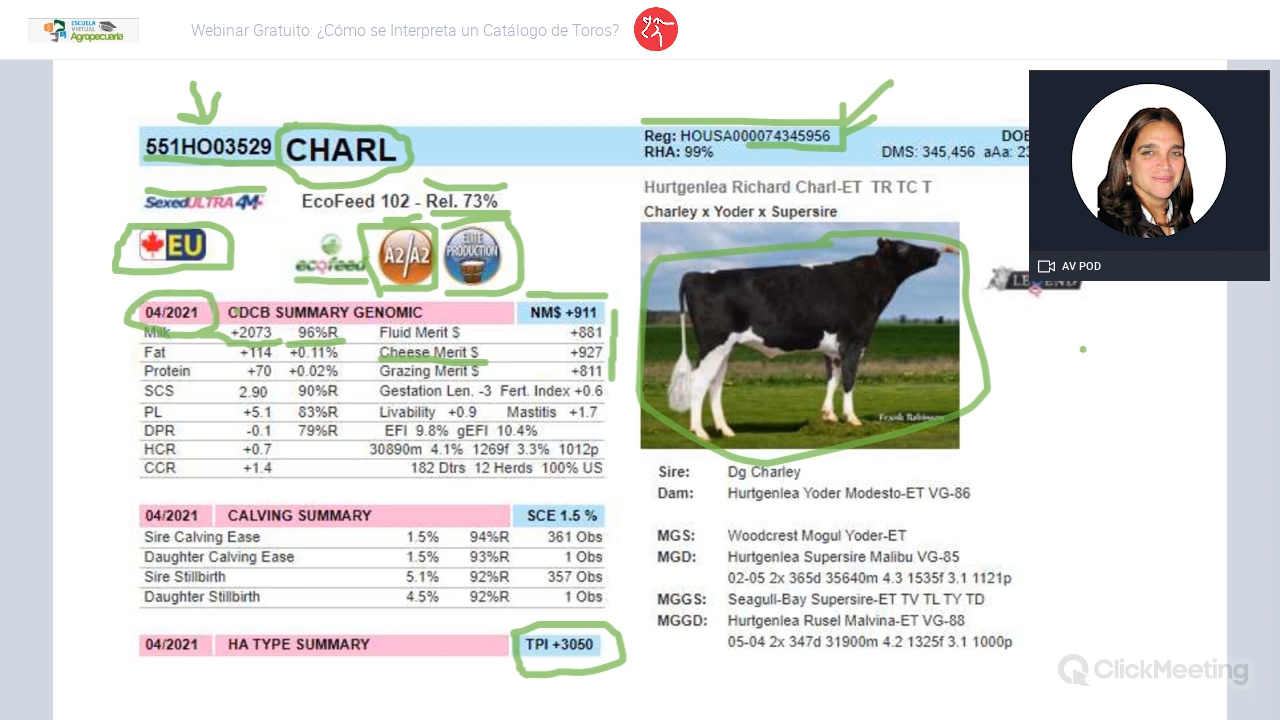 ESCUELA
VIRTUAL
Agropecuaria
Webinar Gratuito: ¿Cómo se Interpreta un Catálogo de Toros?
551HO03529 CHARL
Reg: HOUSA000074345956
RHA: 99%
DMS: 345,456 aAa:
SexedULTRA 4M
EcoFeed 102 - Rel. 73%
EU
ecofeed
A2/A2
ELITE
PRODUCTION
Hurtgenlea Richard Charl-ET TR TC T
Charley x Yoder x Supersire
Frank Robinson
AV POD
LEGEND
04/2021 CDCB SUMMARY GENOMIC NM$ +911
Milk +2073 96%R Fluid Merit $ +881
Fat +114 +0.11% Cheese Merit $ +927
Protein +70 +0.02% Grazing Merit $ +811
SCS 2.90 90%R Gestation Len. -3 Fert. Index +0.6
PL +5.1 83%R Livability +0.9 Mastitis +1.7
DPR -0.1 79%R EFI 9.8% gEFI 10.4%
HCR +0.7 30890m 4.1% 1269f 3.3% 1012p
CCR +1.4 182 Dtrs 12 Herds 100% US
04/2021 CALVING SUMMARY SCE 1.5 %
Sire Calving Ease 1.5% 94%R 361 Obs
Daughter Calving Ease 1.5% 93%R 1 Obs
Sire Stillbirth 5.1% 92%R 357 Obs
Daughter Stillbirth 4.5% 92%R 1 Obs
04/2021 HA TYPE SUMMARY TPI +3050
Sire: Dg Charley
Dam: Hurtgenlea Yoder Modesto-ET VG-86
MGS: Woodcrest Mogul Yoder-ET
MGD: Hurtgenlea Supersire Malibu VG-85
02-05 2x 365d 35640m 4.3 1535f 3.1 1121p
MGGS: Seagull-Bay Supersire-ET TV TL TY TD
MGGD: Hurtgenlea Rusel Malvina-ET VG-88
05-04 2x 347d 31900m 4.2 1325f 3.1 1000p
ClickMeeting